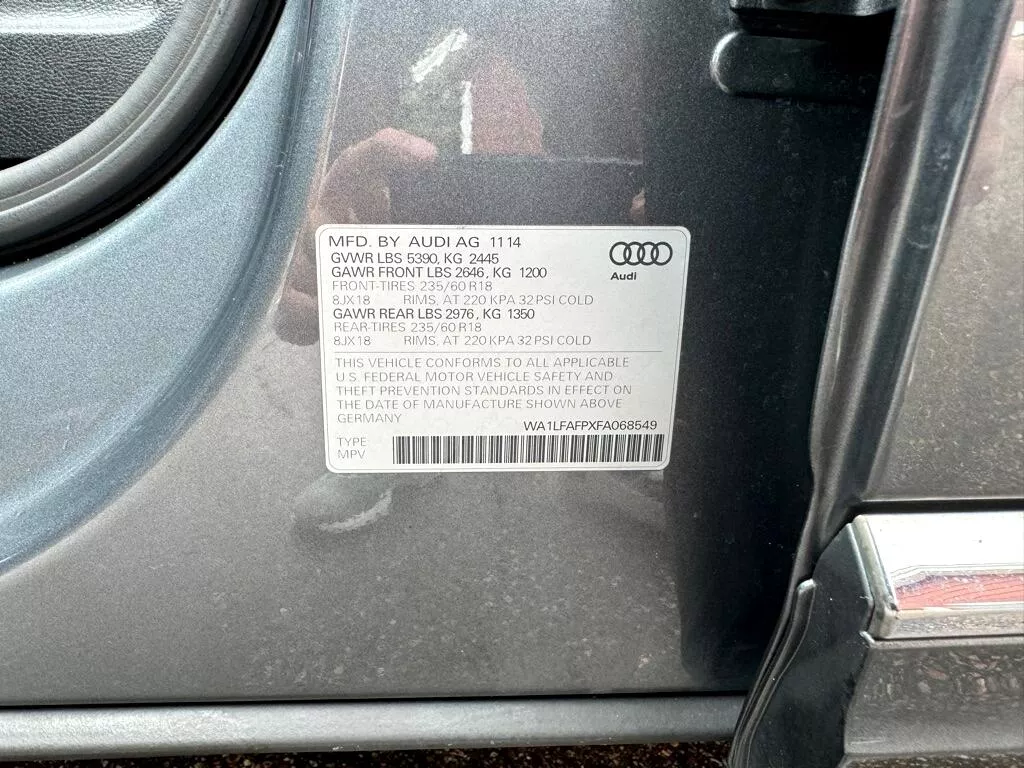 MFD. BY AUDI AG 11 14
GVWR LBS 5390, KG 2445
GAWR FRONT LBS 2646, KG 1200
FRONT-TIRES 235/60 R18
8JX18 RIMS, AT 220 KPA 32 PSI COLD
GAWR REAR LBS 2976, KG 1350
REAR-TIRES 235/60 R18
8JX18 RIMS, AT 220 KPA 32 PSI COLD
Audi
THIS VEHICLE CONFORMS TO ALL APPLICABLE
U.S. FEDERAL MOTOR VEHICLE SAFETY AND
THEFT PREVENTION STANDARDS IN EFFECT ON
THE DATE OF MANUFACTURE SHOWN ABOVE
GERMANY
WA1LFAFPXFA068549
TYPE:
MPV